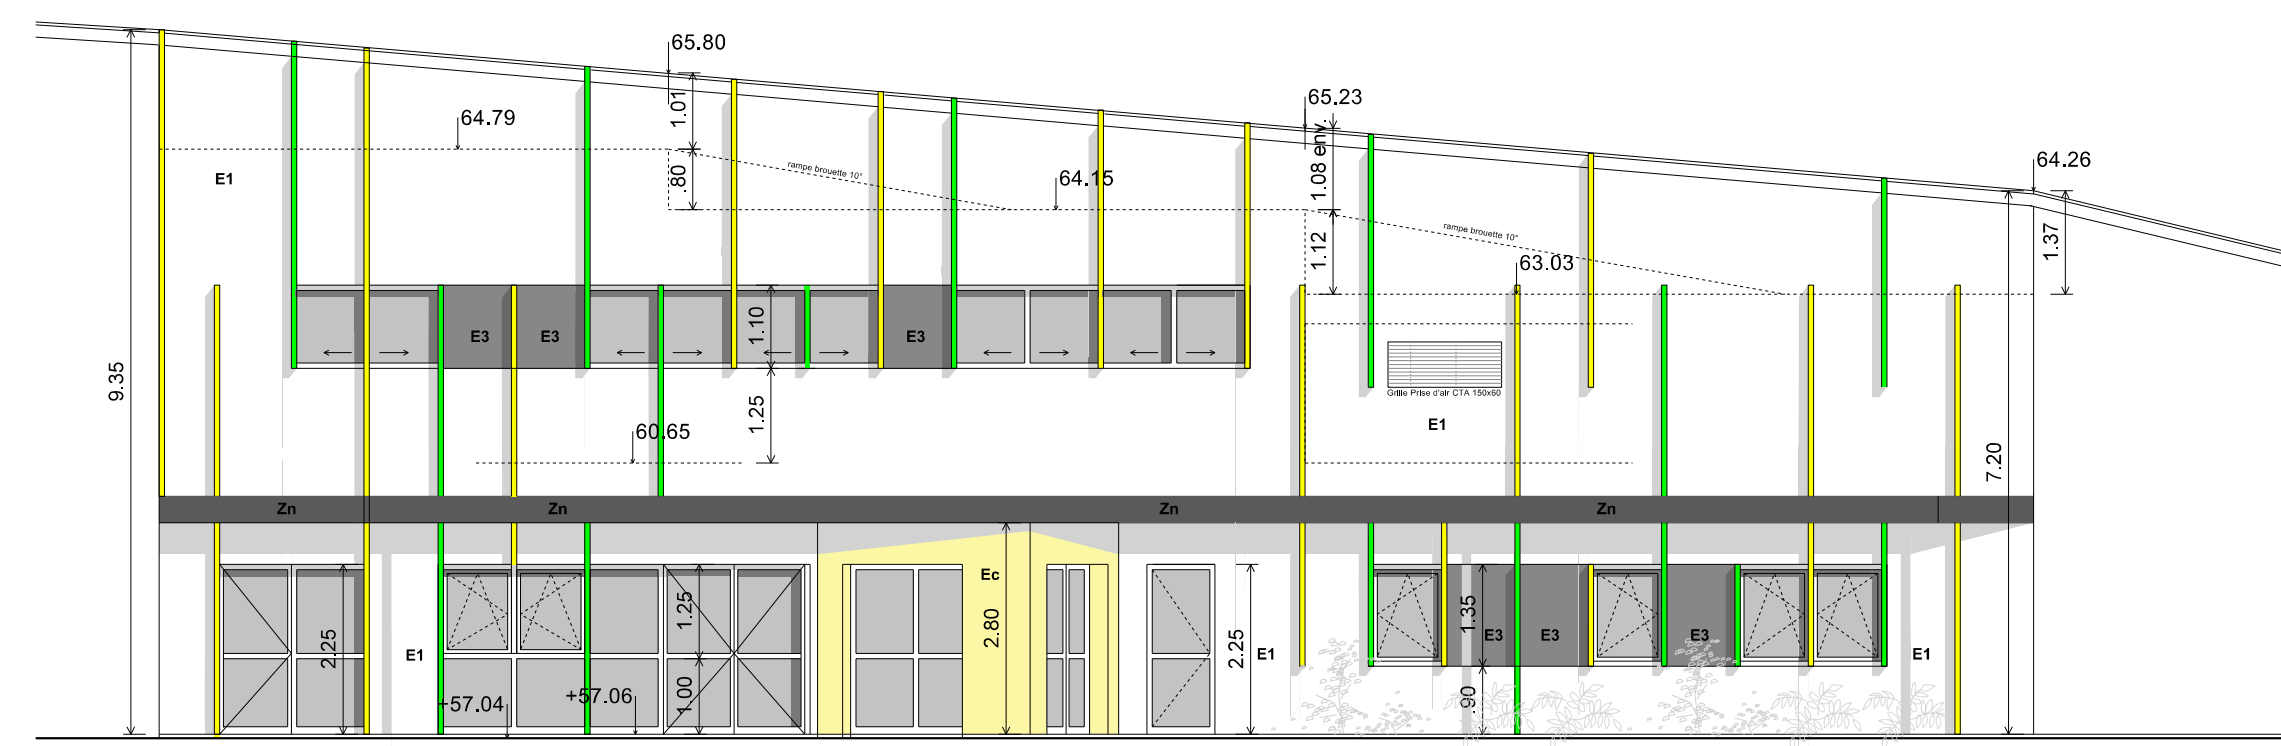 65.80
65.23
64.79
1.01
1.08 env.
64.26
rampe brouette 10°
E1
.80
64.15
rampe brouette 10°
1.12
1.37
63.03
E3
E3
1.10
E3
9.35
Grille Prise d'air CTA 150x60
1.25
60.65
E1
7.20
Zn
Zn
Zn
Zn
Ec
2.25
1.25
2.80
2.25
1.35
E3
E3
E3
E1
E1
E1
+57.04
+57.06
1.00
.90